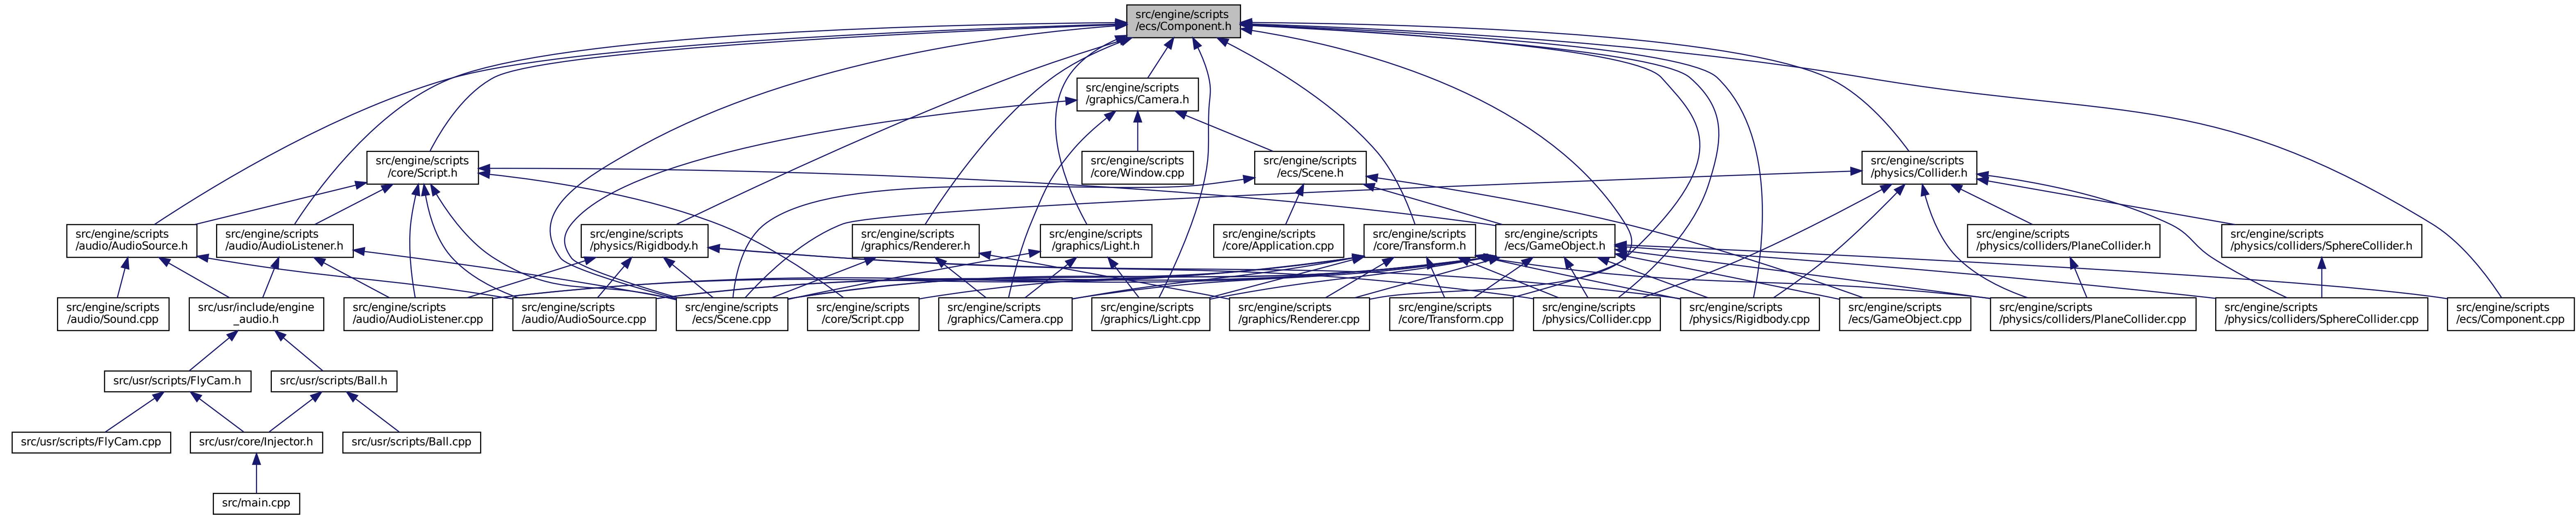 src/engine/scripts
/ecs/Component.h
src/engine/scripts
/graphics/Camera.h
src/engine/scripts
/core/Script.h
src/engine/scripts
/core/Window.cpp
src/engine/scripts
/ecs/Scene.h
src/engine/scripts
/physics/Collider.h
src/engine/scripts
/audio/AudioSource.h
src/engine/scripts
/audio/AudioListener.h
src/engine/scripts
/physics/Rigidbody.h
src/engine/scripts
/graphics/Renderer.h
src/engine/scripts
/graphics/Light.h
src/engine/scripts
/core/Application.cpp
src/engine/scripts
/core/Transform.h
src/engine/scripts
/ecs/GameObject.h
src/engine/scripts
/physics/colliders/PlaneCollider.h
src/engine/scripts
/physics/colliders/SphereCollider.h
src/engine/scripts
/audio/Sound.cpp
src/usr/include/engine
_audio.h
src/engine/scripts
/audio/AudioListener.cpp
src/engine/scripts
/audio/AudioSource.cpp
src/engine/scripts
/ecs/Scene.cpp
src/engine/scripts
/core/Script.cpp
src/engine/scripts
/graphics/Camera.cpp
src/engine/scripts
/graphics/Light.cpp
src/engine/scripts
/graphics/Renderer.cpp
src/engine/scripts
/core/Transform.cpp
src/engine/scripts
/physics/Collider.cpp
src/engine/scripts
/physics/Rigidbody.cpp
src/engine/scripts
/ecs/GameObject.cpp
src/engine/scripts
/physics/colliders/PlaneCollider.cpp
src/engine/scripts
/physics/colliders/SphereCollider.cpp
src/engine/scripts
/ecs/Component.cpp
src/usr/scripts/FlyCam.h
src/usr/scripts/Ball.h
src/usr/scripts/FlyCam.cpp
src/usr/core/Injector.h
src/usr/scripts/Ball.cpp
src/main.cpp